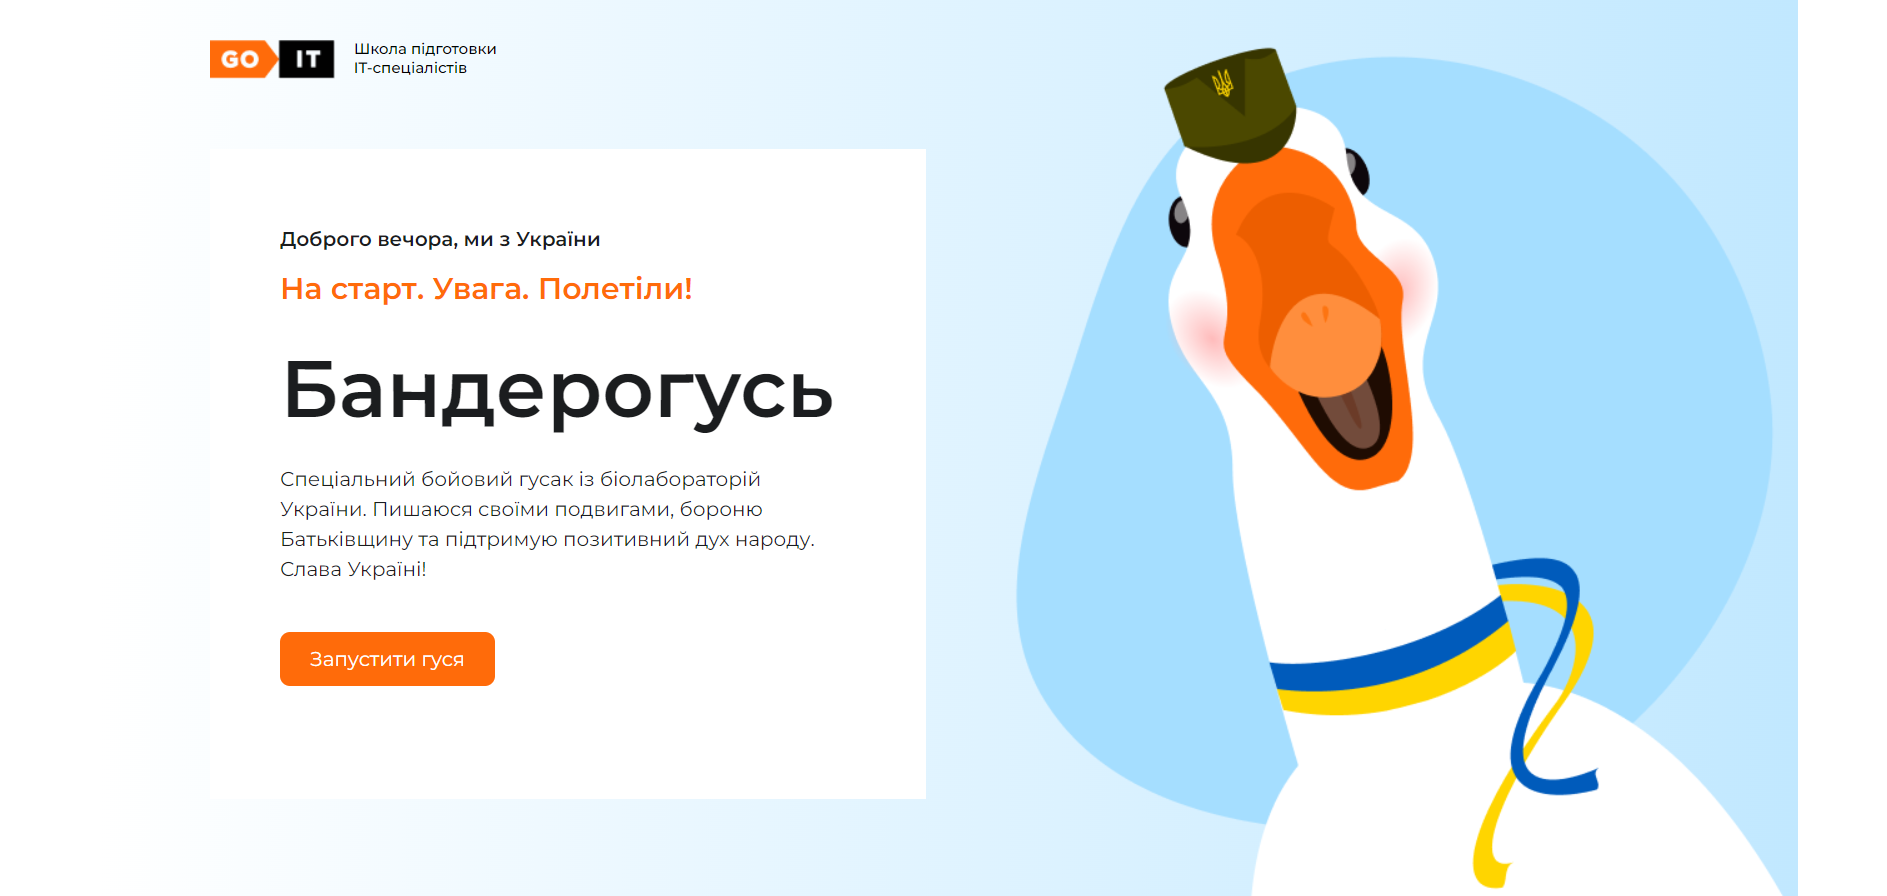 GO IT
Школа підготовки
ІТ-спеціалістів
Доброго вечора, ми з України
На старт. Увага. Полетіли!
Бандерогусь
Спеціальний бойовий гусак із біолабораторій
України. Пишаюся своїми подвигами, бороню
Батьківщину та підтримую позитивний дух народу.
Слава Україні!
Запустити гуся